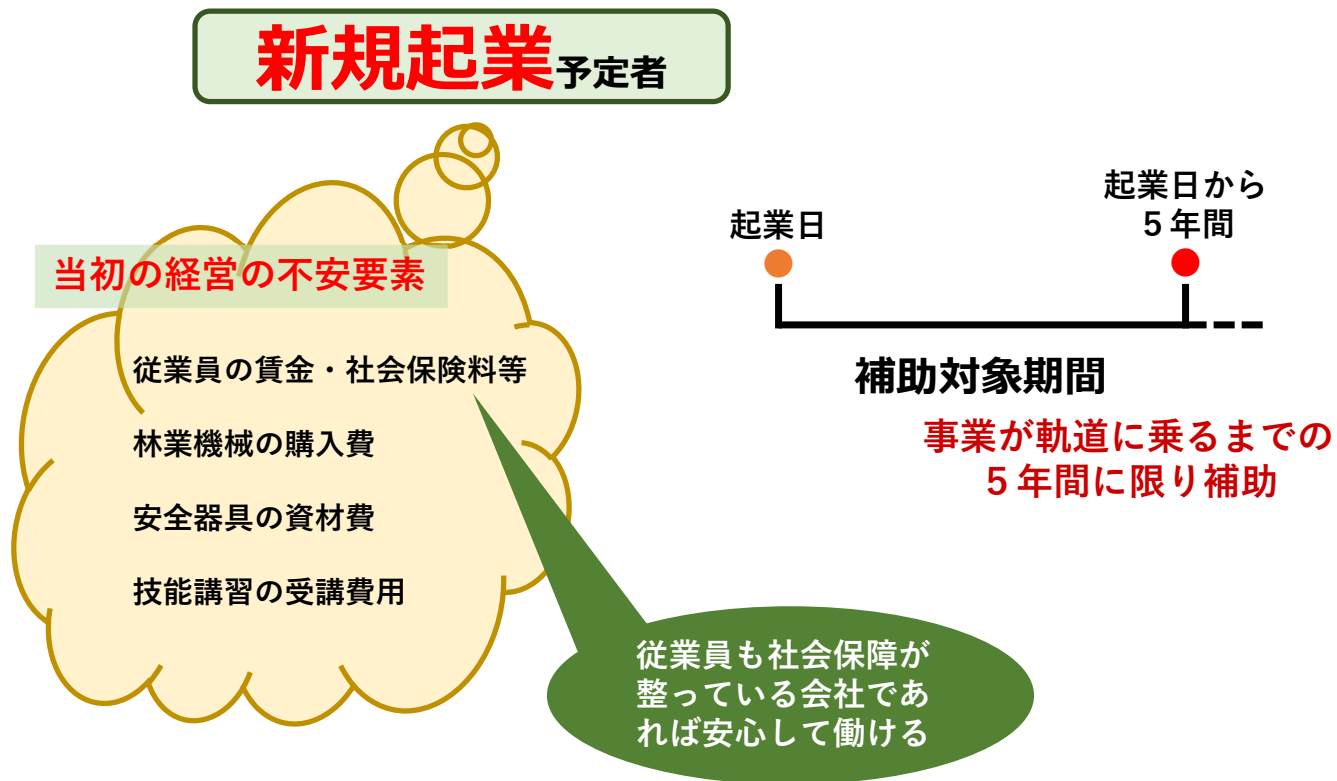 新規起業予定者
当初の経営の不安要素
従業員の賃金・社会保険料等
林業機械の購入費
安全器具の資材費
技能講習の受講費用
従業員も社会保障が
整っている会社であ
れば安心して働ける
起業日
起業日から
5年間
補助対象期間
事業が軌道に乗るまでの
5年間に限り補助